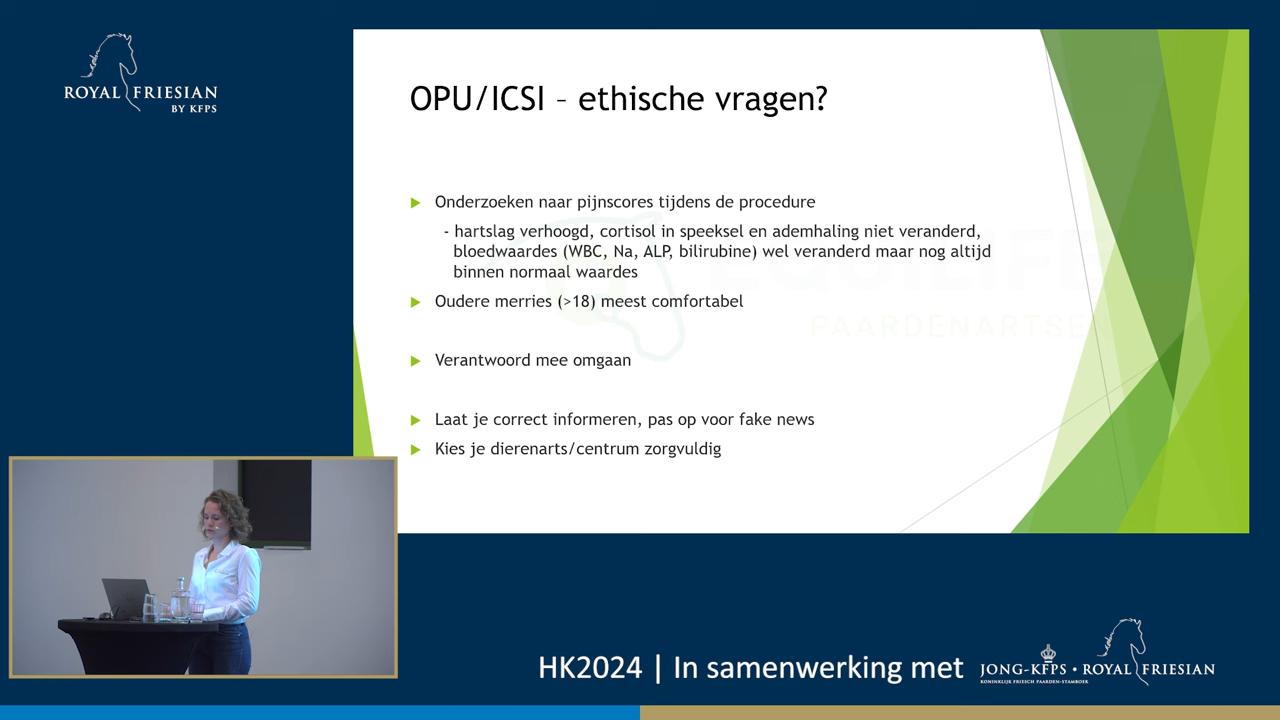 ROYAL FRIESIAN
BY KFPS
OPU/ICSI – ethische vragen?
Onderzoeken naar pijnscores tijdens de procedure
- hartslag verhoogd, cortisol in speeksel en ademhaling niet veranderd,
bloedwaardes (WBC, Na, ALP, bilirubine) wel veranderd maar nog altijd
binnen normaal waardes
Oudere merries (>18) meest comfortabel
EQUILIFE
PAARDENARTSE
Verantwoord mee omgaan
Laat je correct informeren, pas op voor fake news
Kies je dierenarts/centrum zorgvuldig
HK2024 | In samenwerking met
JONG-KFPS • ROYAL FRIESIAN
KONINKLIJK FRIESCH PAARDEN-STAMBOEK